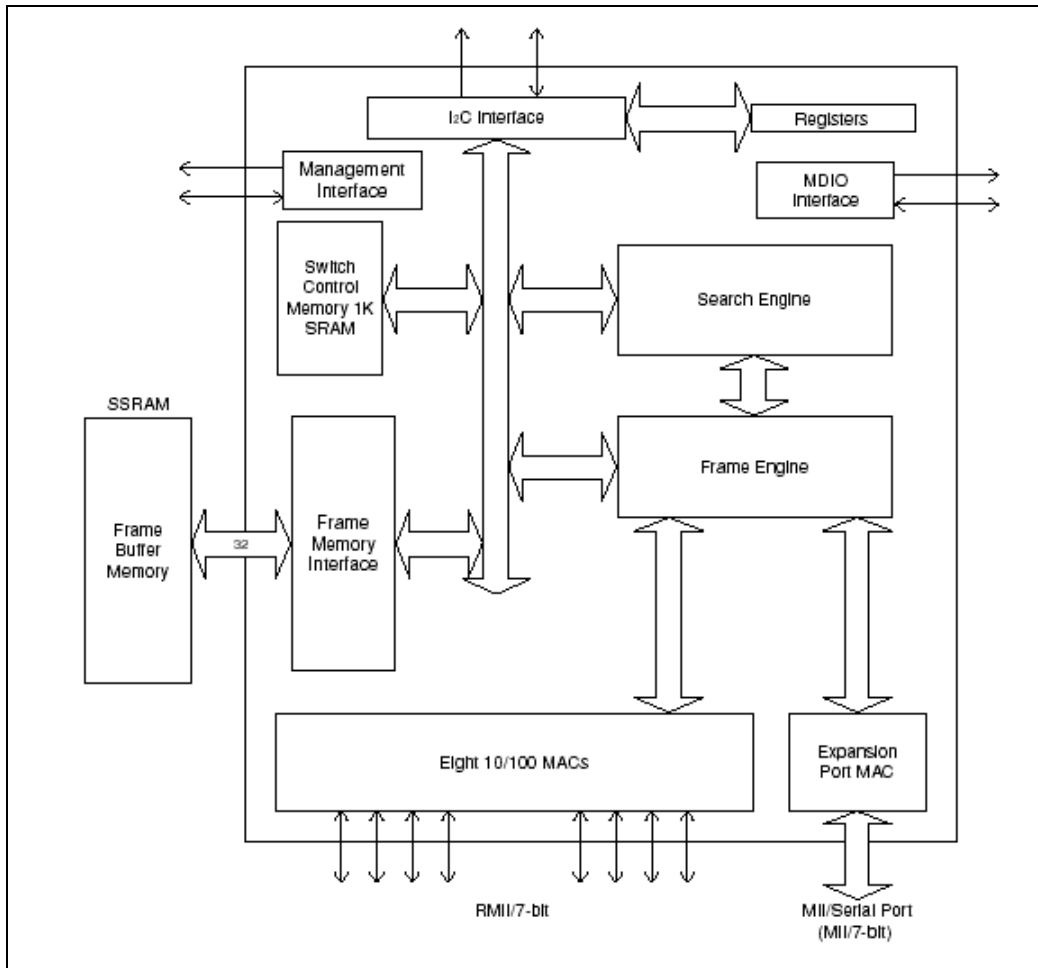 I2C Interface
Registers
Management
Interface
MDIO
Interface
Switch
Control
Memory 1K
SRAM
Search Engine
SSRAM
Frame
Buffer
Memory
32
Frame
Memory
Interface
Frame Engine
Eight 10/100 MACs
Expansion
Port MAC
RMII/7-bit
MII/Serial Port
(MII/7-bit)